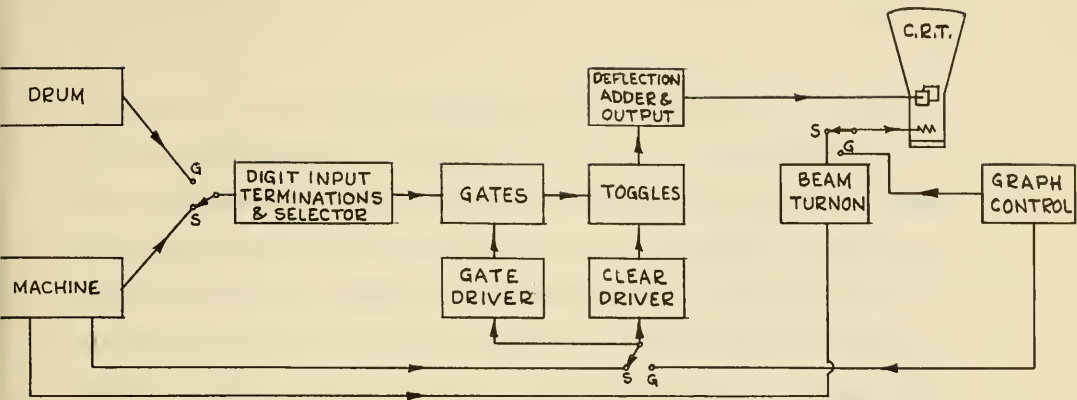 C.R.T.
DRUM
DEFLECTION
ADDER &
OUTPUT
S
G
G
S
DIGIT INPUT
TERMINATIONS
& SELECTOR
GATES
TOGGLES
BEAM
TURNON
GRAPH
CONTROL
MACHINE
GATE
DRIVER
CLEAR
DRIVER
S
G